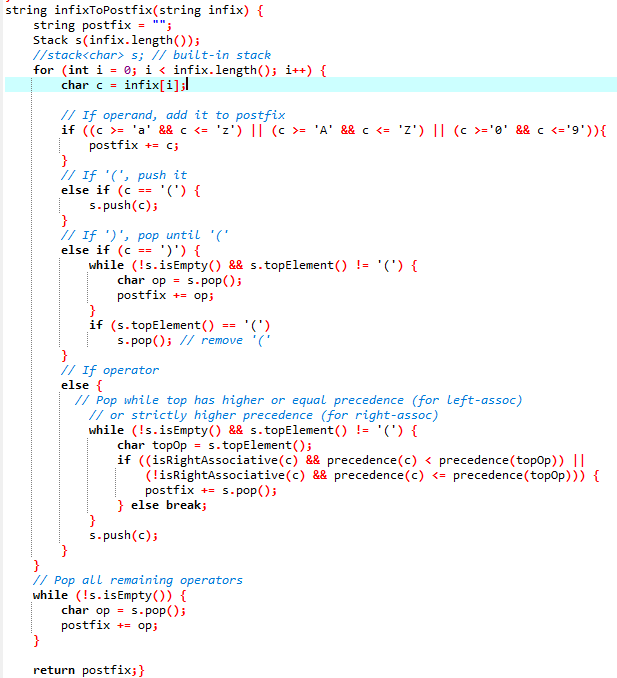 string infixToPostfix(string infix) {
    string postfix = "";
    Stack s(infix.length());
    //stack<char> s; // built-in stack
    for (int i = 0; i < infix.length(); i++) {
        char c = infix[i];

        // If operand, add it to postfix
        if ((c >= 'a' && c <= 'z') || (c >= 'A' && c <= 'Z') || (c >='0' && c <='9')){
            postfix += c;
        }
        // If '(', push it
        else if (c == '(') {
            s.push(c);
        }
        // If ')', pop until '('
        else if (c == ')') {
            while (!s.isEmpty() && s.topElement() != '(') {
                char op = s.pop();
                postfix += op;
            }
            if (s.topElement() == '(')
                s.pop(); // remove '('
        }
        // If operator
        else {
          // Pop while top has higher or equal precedence (for left-assoc)
            // or strictly higher precedence (for right-assoc)
            while (!s.isEmpty() && s.topElement() != '(') {
                char topOp = s.topElement();
                if ((isRightAssociative(c) && precedence(c) < precedence(topOp)) ||
                    (!isRightAssociative(c) && precedence(c) <= precedence(topOp))) {
                    postfix += s.pop();
                } else break;
            }
            s.push(c);
        }
    }
    // Pop all remaining operators
    while (!s.isEmpty()) {
        char op = s.pop();
        postfix += op;
    }

    return postfix;}